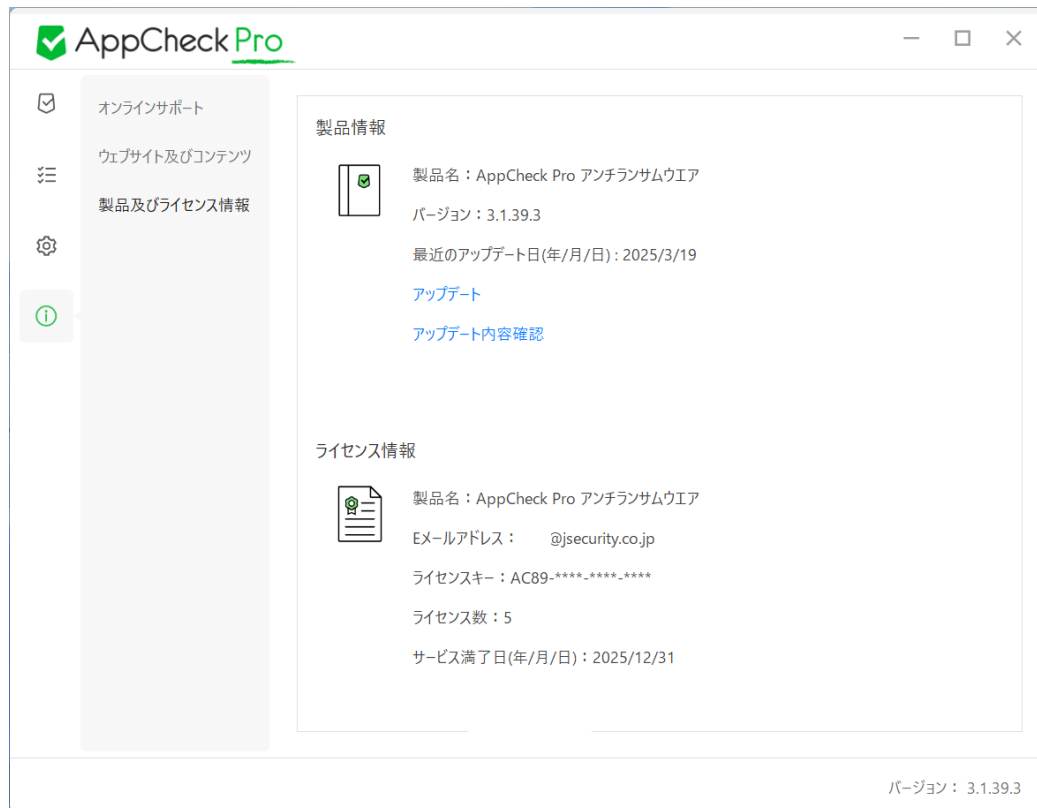 AppCheck Pro
オンラインサポート
ウェブサイト及びコンテンツ
製品及びライセンス情報
製品情報
製品名：AppCheck Pro アンチランサムウエア
バージョン：3.1.39.3
最近のアップデート日(年/月/日) : 2025/3/19
アップデート
アップデート内容確認
ライセンス情報
製品名：AppCheck Pro アンチランサムウエア
Eメールアドレス： @jsecurity.co.jp
ライセンスキー：AC89-****-****-****
ライセンス数：5
サービス満了日(年/月/日)：2025/12/31
バージョン： 3.1.39.3